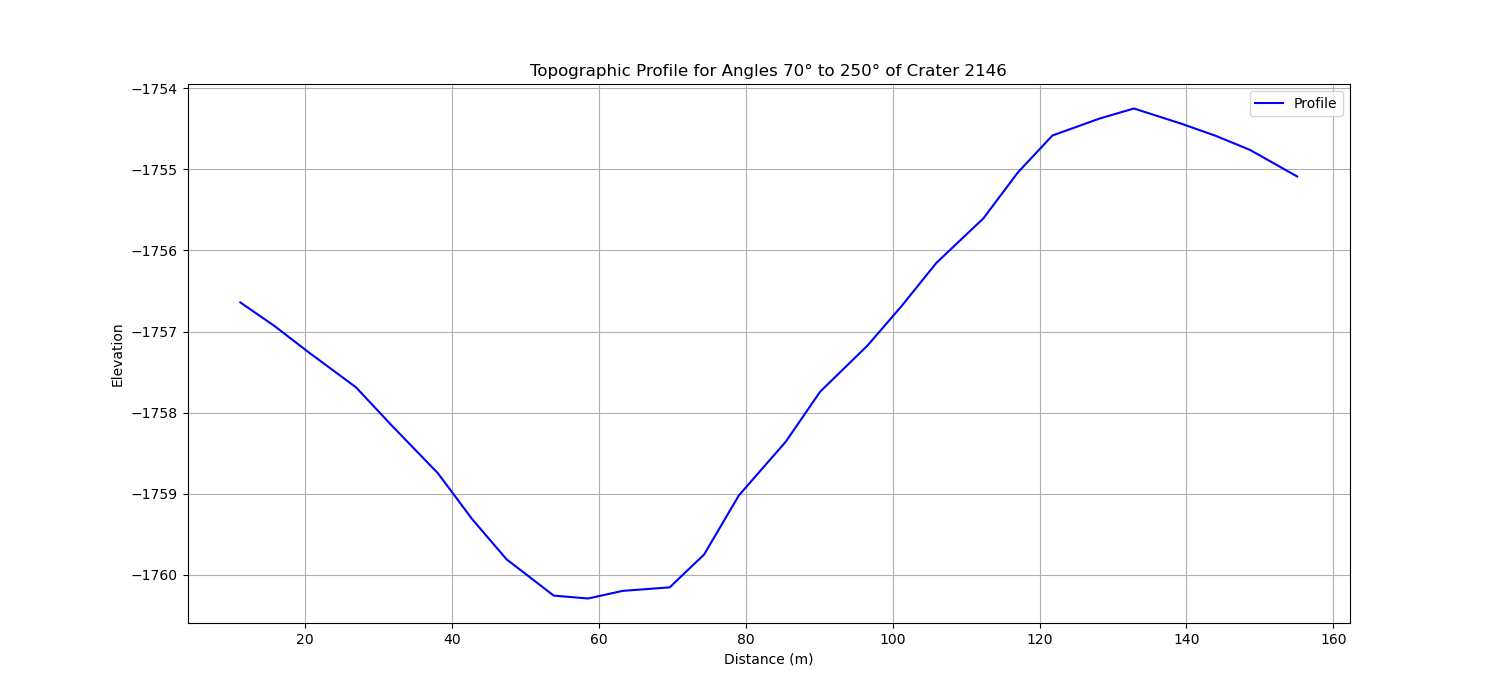 Topographic Profile for Angles 70° to 250° of Crater 2146
Profile
−1754
−1755
−1756
−1757
−1758
−1759
−1760
Elevation
20 40 60 80 100 120 140 160
Distance (m)